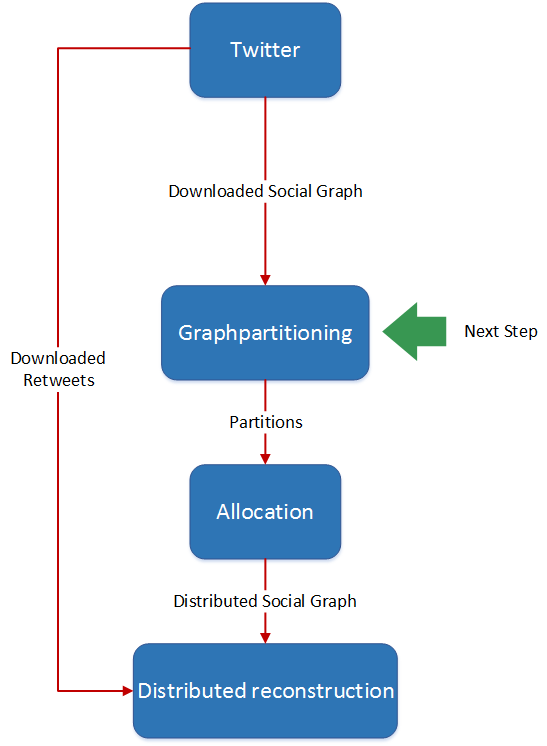 Twitter
Downloaded Social Graph
Graphpartitioning
Next Step
Downloaded
Retweets
Partitions
Allocation
Distributed Social Graph
Distributed reconstruction